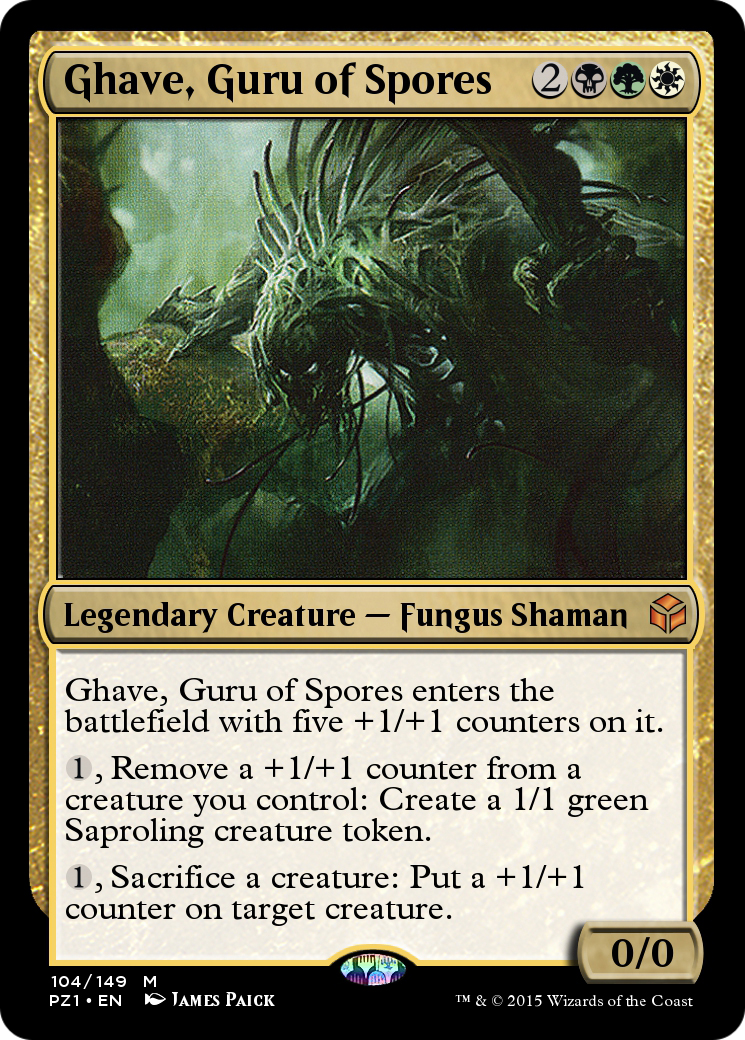 Ghave, Guru of Spores 2
Legendary Creature — Fungus Shaman
Ghave, Guru of Spores enters the
battlefield with five +1/+1 counters on it.
1, Remove a +1/+1 counter from a
creature you control: Create a 1/1 green
Saproling creature token.
1, Sacrifice a creature: Put a +1/+1
counter on target creature.
0/0
104/149 M
PZ1 • EN James Paick
™ & © 2015 Wizards of the Coast